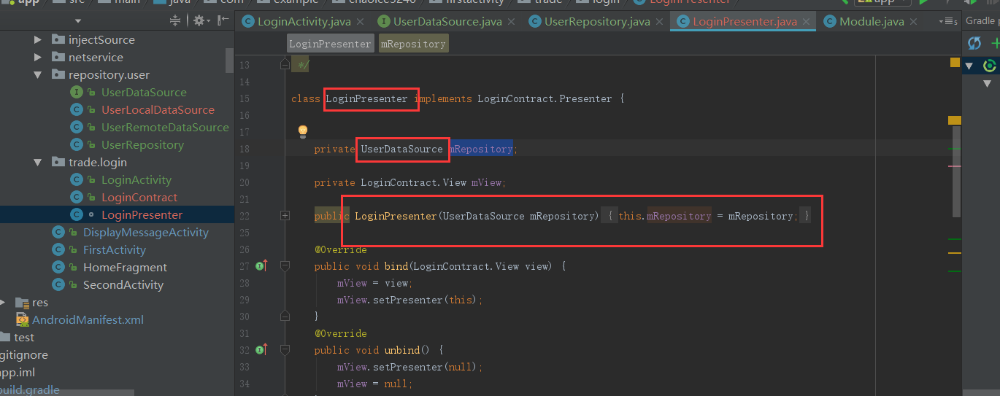 app src main java com example trade login LoginPresenter app
LoginActivity.java UserDataSource.java UserRepository.java LoginPresenter.java Module.java Gradle
LoginPresenter mRepository
injectSource
netservice
repository.user
UserDataSource
UserLocalDataSource
UserRemoteDataSource
UserRepository
trade.login
LoginActivity
LoginContract
LoginPresenter
DisplayMessageActivity
FirstActivity
HomeFragment
SecondActivity
res
AndroidManifest.xml
test
gitignore
app.iml
build.gradle
13 */
14
15 class LoginPresenter implements LoginContract.Presenter {
16
17
18 private UserDataSource mRepository;
19
20 private LoginContract.View mView;
21
22 public LoginPresenter(UserDataSource mRepository) { this.mRepository = mRepository; }
25
26 @Override
27 public void bind(LoginContract.View view) {
28 mView = view;
29 mView.setPresenter(this);
30 }
31 @Override
32 public void unbind() {
33 mView.setPresenter(null);
34 mView = null;